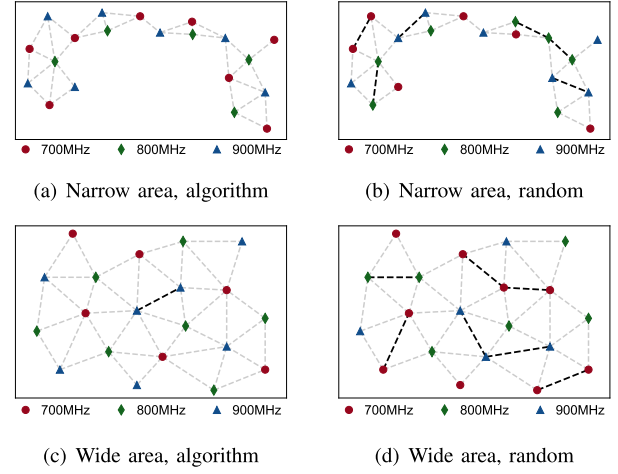 700MHz 800MHz 900MHz
700MHz 800MHz 900MHz
(a) Narrow area, algorithm
(b) Narrow area, random
700MHz 800MHz 900MHz
700MHz 800MHz 900MHz
(c) Wide area, algorithm
(d) Wide area, random